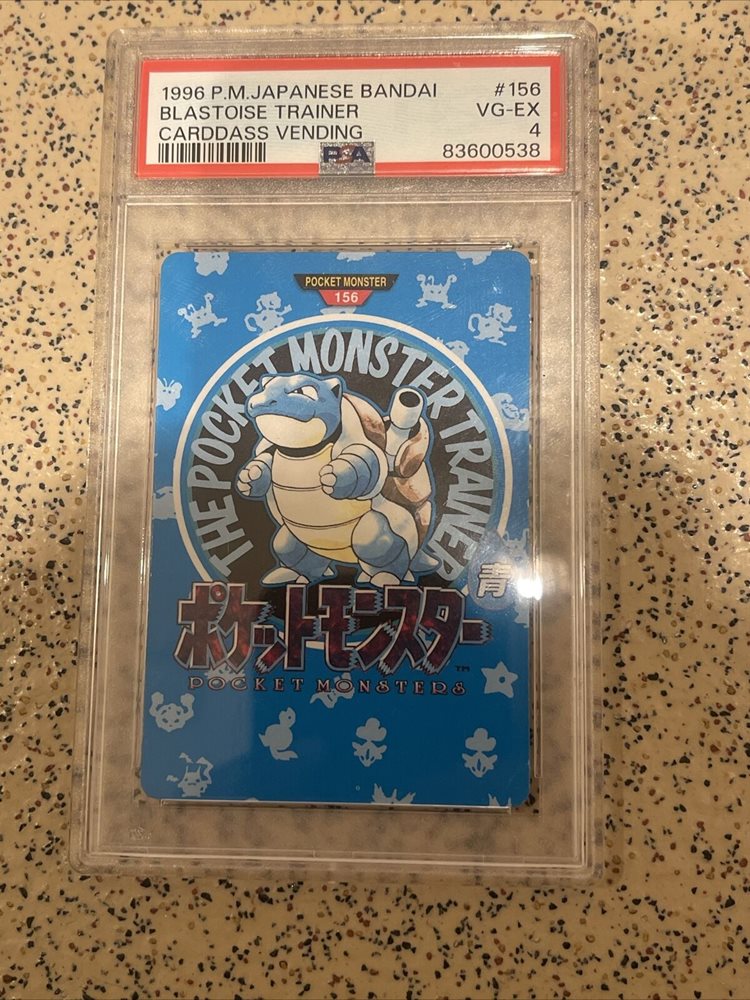 1996 P.M.JAPANESE BANDAI #156
BLASTOISE TRAINER VG-EX
CARDDASS VENDING 4
PSA 83600538
POCKET MONSTER
156
THE POCKET MONSTER TRAINER
青
ポケットモンスター
TM
POCKET MONSTERS